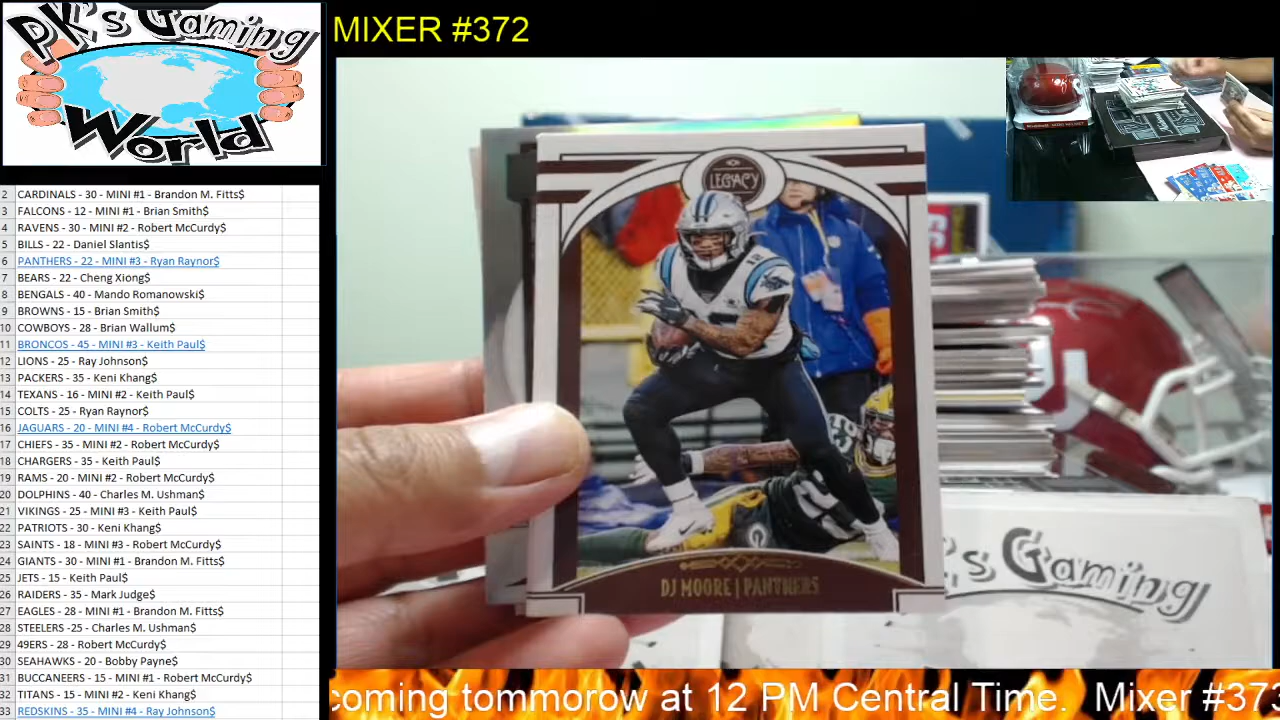 PK's Gaming
World
MIXER #372
2 CARDINALS - 30 - MINI #1 - Brandon M. Fitts$
3 FALCONS - 12 - MINI #1 - Brian Smith$
4 RAVENS - 30 - MINI #2 - Robert McCurdy$
5 BILLS - 22 - Daniel Slantis$
6 PANTHERS - 22 - MINI #3 - Ryan Raynor$
7 BEARS - 22 - Cheng Xiong$
8 BENGALS - 40 - Mando Romanowski$
9 BROWNS - 15 - Brian Smith$
10 COWBOYS - 28 - Brian Wallum$
11 BRONCOS - 45 - MINI #3 - Keith Paul$
12 LIONS - 25 - Ray Johnson$
13 PACKERS - 35 - Keni Khang$
14 TEXANS - 16 - MINI #2 - Keith Paul$
15 COLTS - 25 - Ryan Raynor$
16 JAGUARS - 20 - MINI #4 - Robert McCurdy$
17 CHIEFS - 35 - MINI #2 - Robert McCurdy$
18 CHARGERS - 35 - Keith Paul$
19 RAMS - 20 - MINI #2 - Robert McCurdy$
20 DOLPHINS - 40 - Charles M. Ushman$
21 VIKINGS - 25 - MINI #3 - Keith Paul$
22 PATRIOTS - 30 - Keni Khang$
23 SAINTS - 18 - MINI #3 - Robert McCurdy$
24 GIANTS - 30 - MINI #1 - Brandon M. Fitts$
25 JETS - 15 - Keith Paul$
26 RAIDERS - 35 - Mark Judge$
27 EAGLES - 28 - MINI #1 - Brandon M. Fitts$
28 STEELERS -25 - Charles M. Ushman$
29 49ERS - 28 - Robert McCurdy$
30 SEAHAWKS - 20 - Bobby Payne$
31 BUCCANEERS - 15 - MINI #1 - Robert McCurdy$
32 TITANS - 15 - MINI #2 - Keni Khang$
33 REDSKINS - 35 - MINI #4 - Ray Johnson$
LEGACY
DJ MOORE | PANTHERS
's Gaming
coming tommorow at 12 PM Central Time. Mixer #373